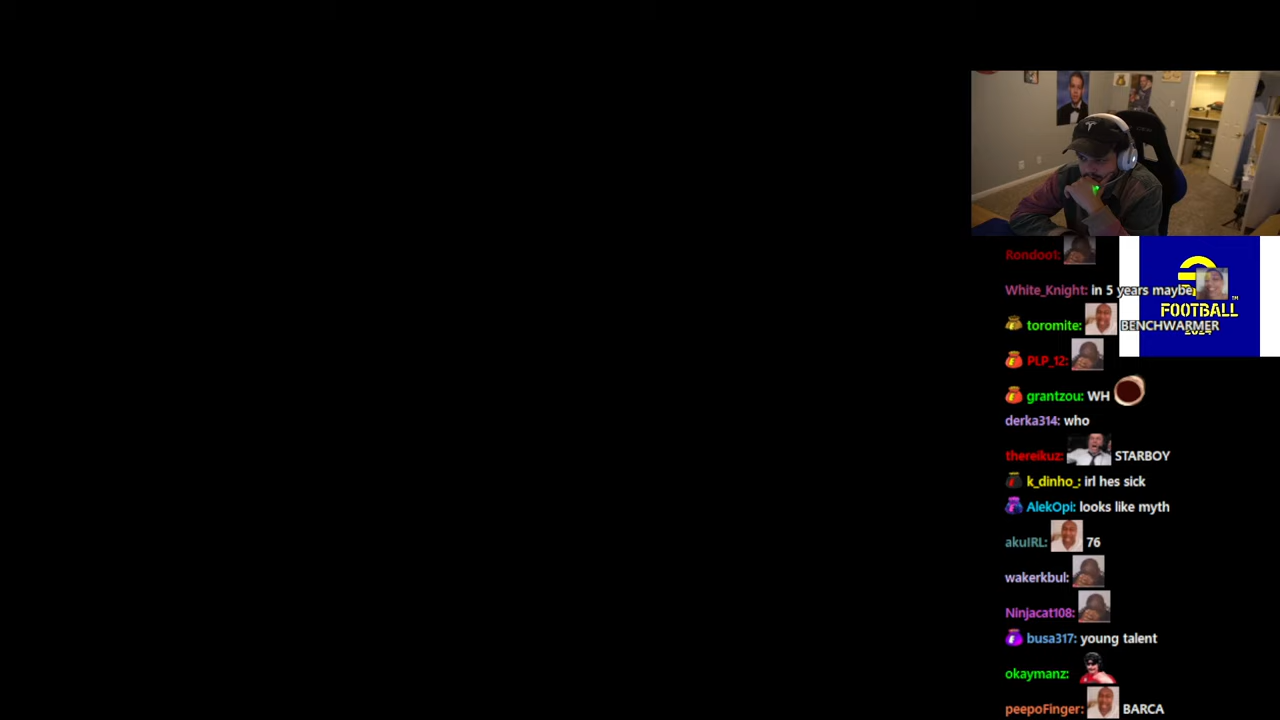 Rondoo1:
White_Knight: in 5 years maybe
FOOTBALL
toromite: BENCHWARMER
2024
PLP_12:
grantzou: WH
derka314: who
thereikuz: STARBOY
k_dinho_: irl hes sick
AlekOpi: looks like myth
akuIRL: 76
wakerkbul:
Ninjacat108:
busa317: young talent
okaymanz:
peepoFinger: BARCA